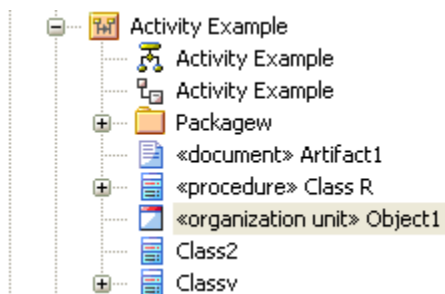 Activity Example
Activity Example
Activity Example
Packagew
«document» Artifact1
«procedure» Class R
«organization unit» Object1
Class2
Classv